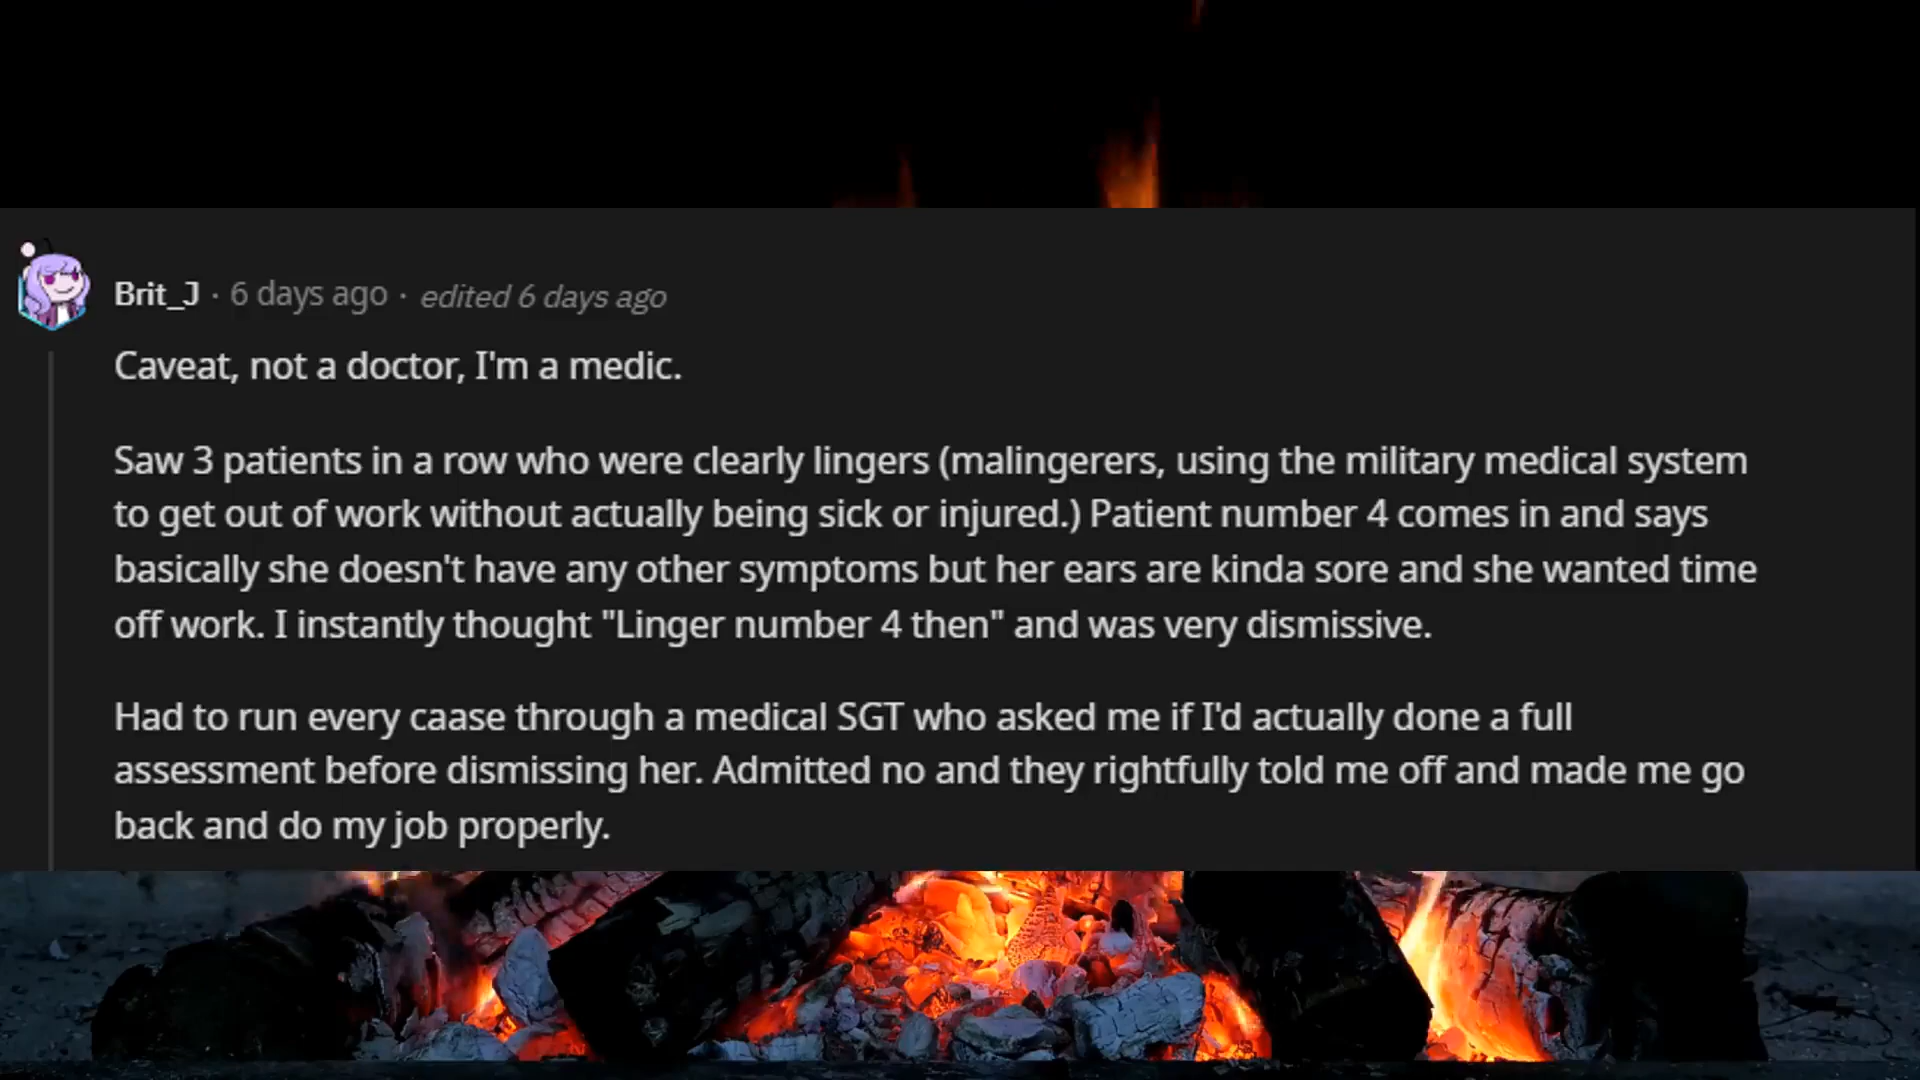 Brit_J · 6 days ago · edited 6 days ago
Caveat, not a doctor, I'm a medic.
Saw 3 patients in a row who were clearly lingers (malingerers, using the military medical system
to get out of work without actually being sick or injured.) Patient number 4 comes in and says
basically she doesn't have any other symptoms but her ears are kinda sore and she wanted time
off work. I instantly thought "Linger number 4 then" and was very dismissive.
Had to run every caase through a medical SGT who asked me if I'd actually done a full
assessment before dismissing her. Admitted no and they rightfully told me off and made me go
back and do my job properly.